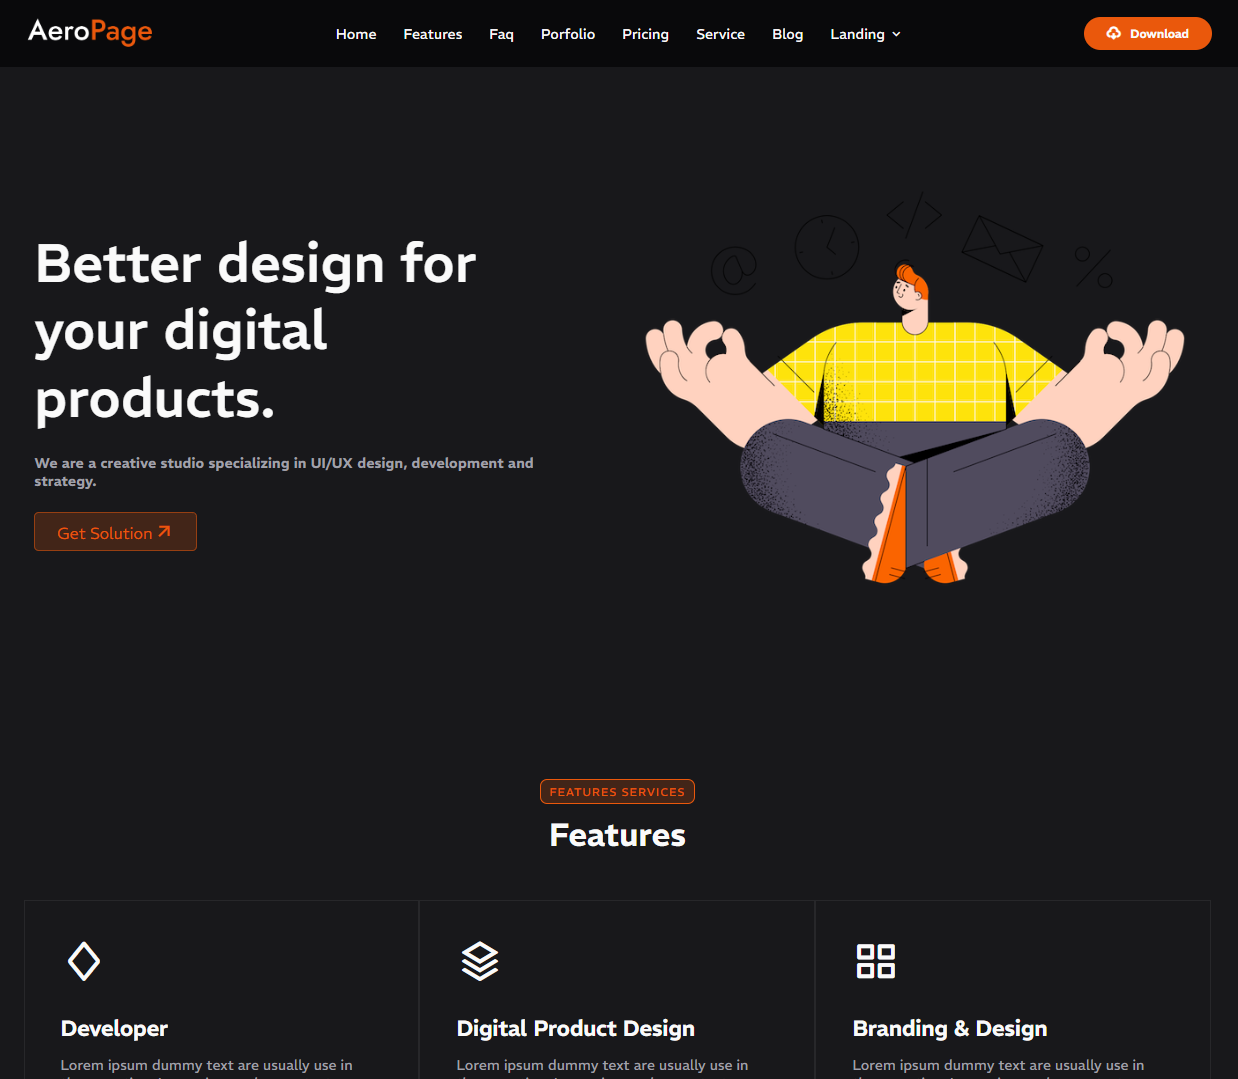 AeroPage
Home Features Faq Porfolio Pricing Service Blog Landing
Download
Better design for
your digital
products.
We are a creative studio specializing in UI/UX design, development and
strategy.
Get Solution
FEATURES SERVICES
Features
Developer
Lorem ipsum dummy text are usually use in
Digital Product Design
Lorem ipsum dummy text are usually use in
Branding & Design
Lorem ipsum dummy text are usually use in